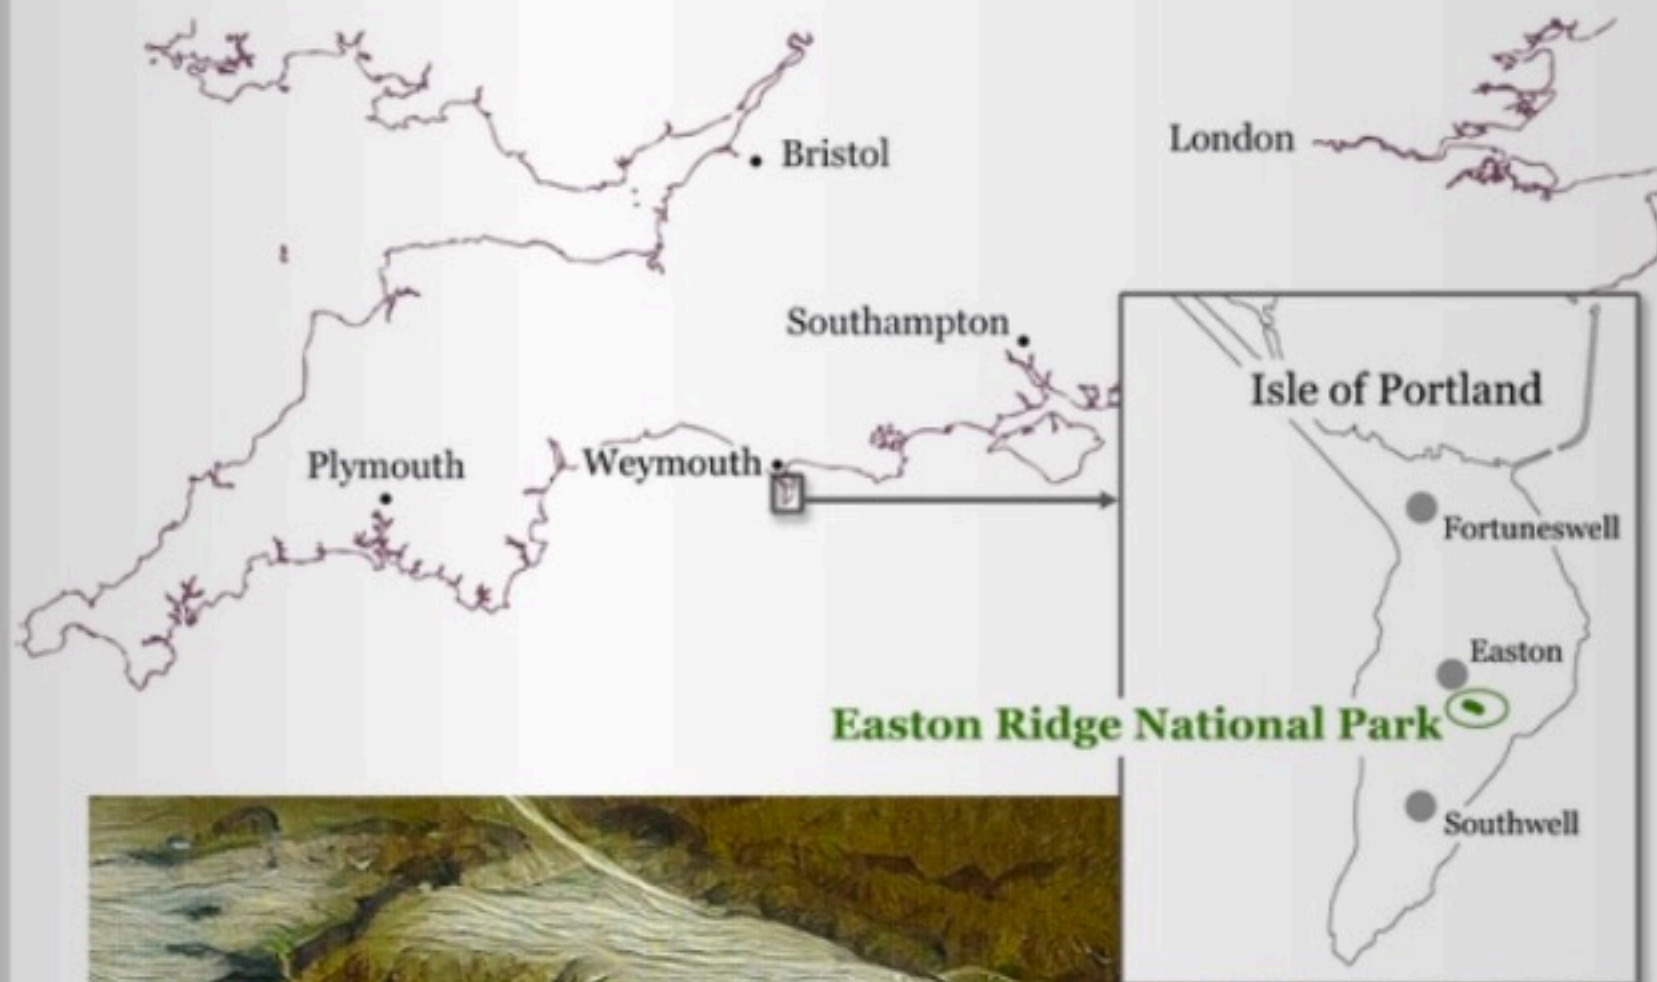 Bristol
London
Southampton
Isle of Portland
Plymouth
Weymouth
Fortuneswell
Easton
Easton Ridge National Park
Southwell